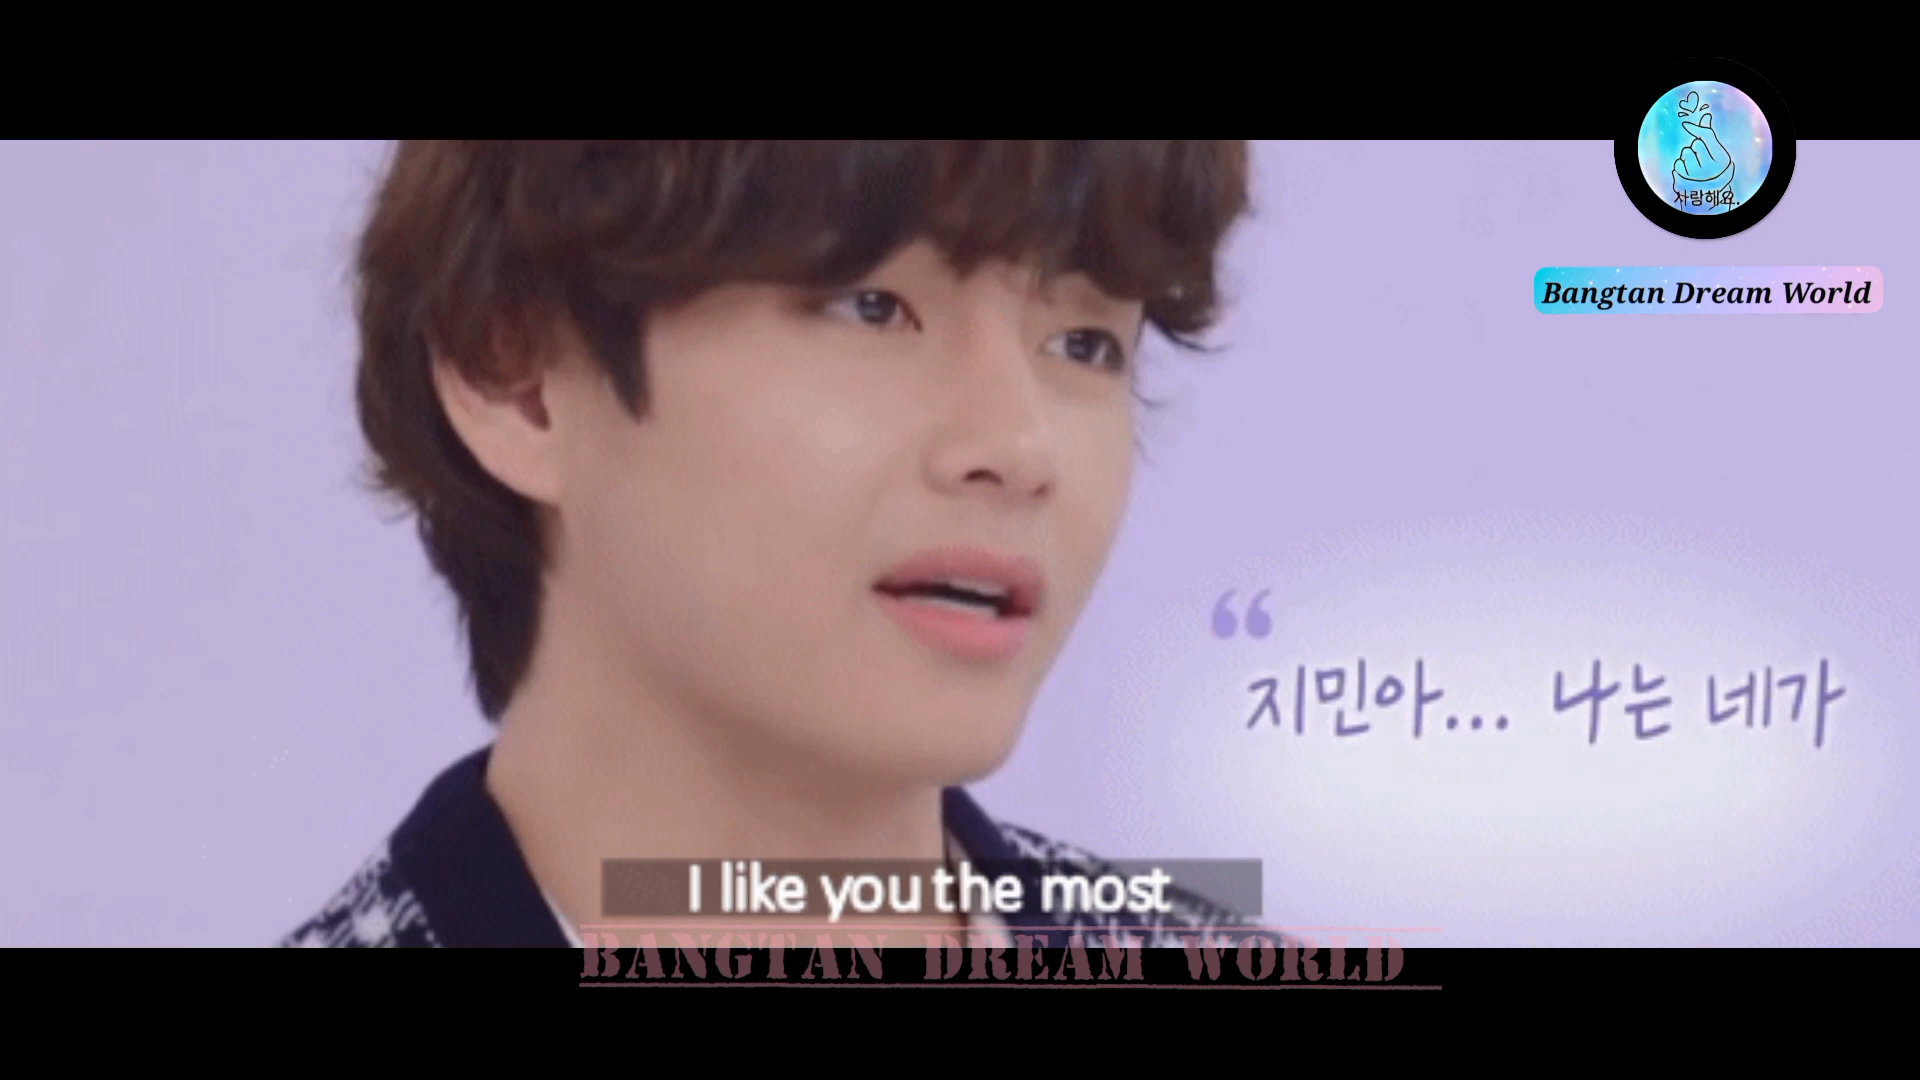 사랑해요.
Bangtan Dream World
“
지민아... 나는 네가
I like you the most
BANGTAN DREAM WORLD